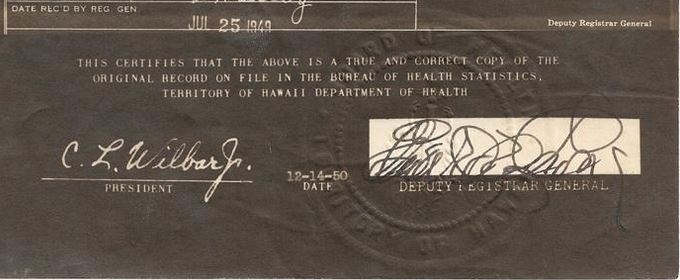 DATE REC'D BY REG. GEN
JUL 25 1949
Deputy Registrar General
THIS CERTIFIES THAT THE ABOVE IS A TRUE AND CORRECT COPY OF THE
ORIGINAL RECORD ON FILE IN THE BUREAU OF HEALTH STATISTICS,
TERRITORY OF HAWAII DEPARTMENT OF HEALTH
C. L. Wilbar Jr.
PRESIDENT
12-14-50
DATE
DEPUTY REGISTRAR GENERAL